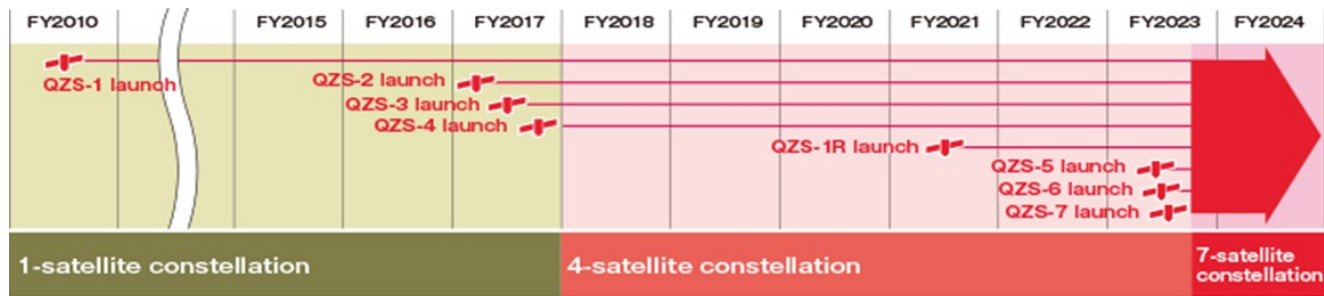 FY2010 FY2015 FY2016 FY2017 FY2018 FY2019 FY2020 FY2021 FY2022 FY2023 FY2024
QZS-1 launch
QZS-2 launch
QZS-3 launch
QZS-4 launch
QZS-1R launch
QZS-5 launch
QZS-6 launch
QZS-7 launch
1-satellite constellation
4-satellite constellation
7-satellite
constellation